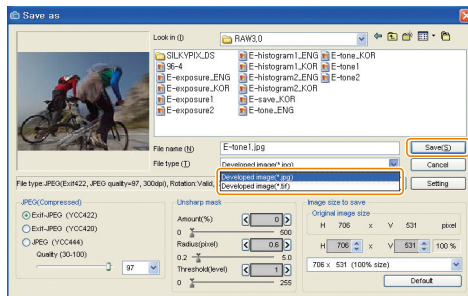 Save as
Look in (I)
RAW3,0
SILKYPIX_DS
96-4
E-exposure_ENG
E-exposure_KOR
E-exposure1
E-exposure2
E-histogram1_ENG
E-histogram1_KOR
E-histogram2_ENG
E-histogram2_KOR
E-save_KOR
E-tone_ENG
E-tone_KOR
E-tone1
E-tone2
File name (N)
E-tone1.jpg
Save(S)
File type (T)
Developed image(*.jpg)
Cancel
Developed image(*.jpg)
Developed image(*.tif)
File type:JPEG(Exif422, JPEG quality=97, 300dpi), Rotation:Valid,
Setting
JPEG(Compressed)
Exif-JPEG (YCC422)
Exif-JPEG (YCC420)
JPEG (YCC444)
Quality (30-100)
97
Unsharp mask
Amount(%)
0
0
500
Radius(pixel)
0.6
0.2
5.0
Threshold(level)
1
0
255
Image size to save
Original image size
H 706 x V 531 pixel
H 706 x V 531 100 %
706 x 531 (100% size)
Default